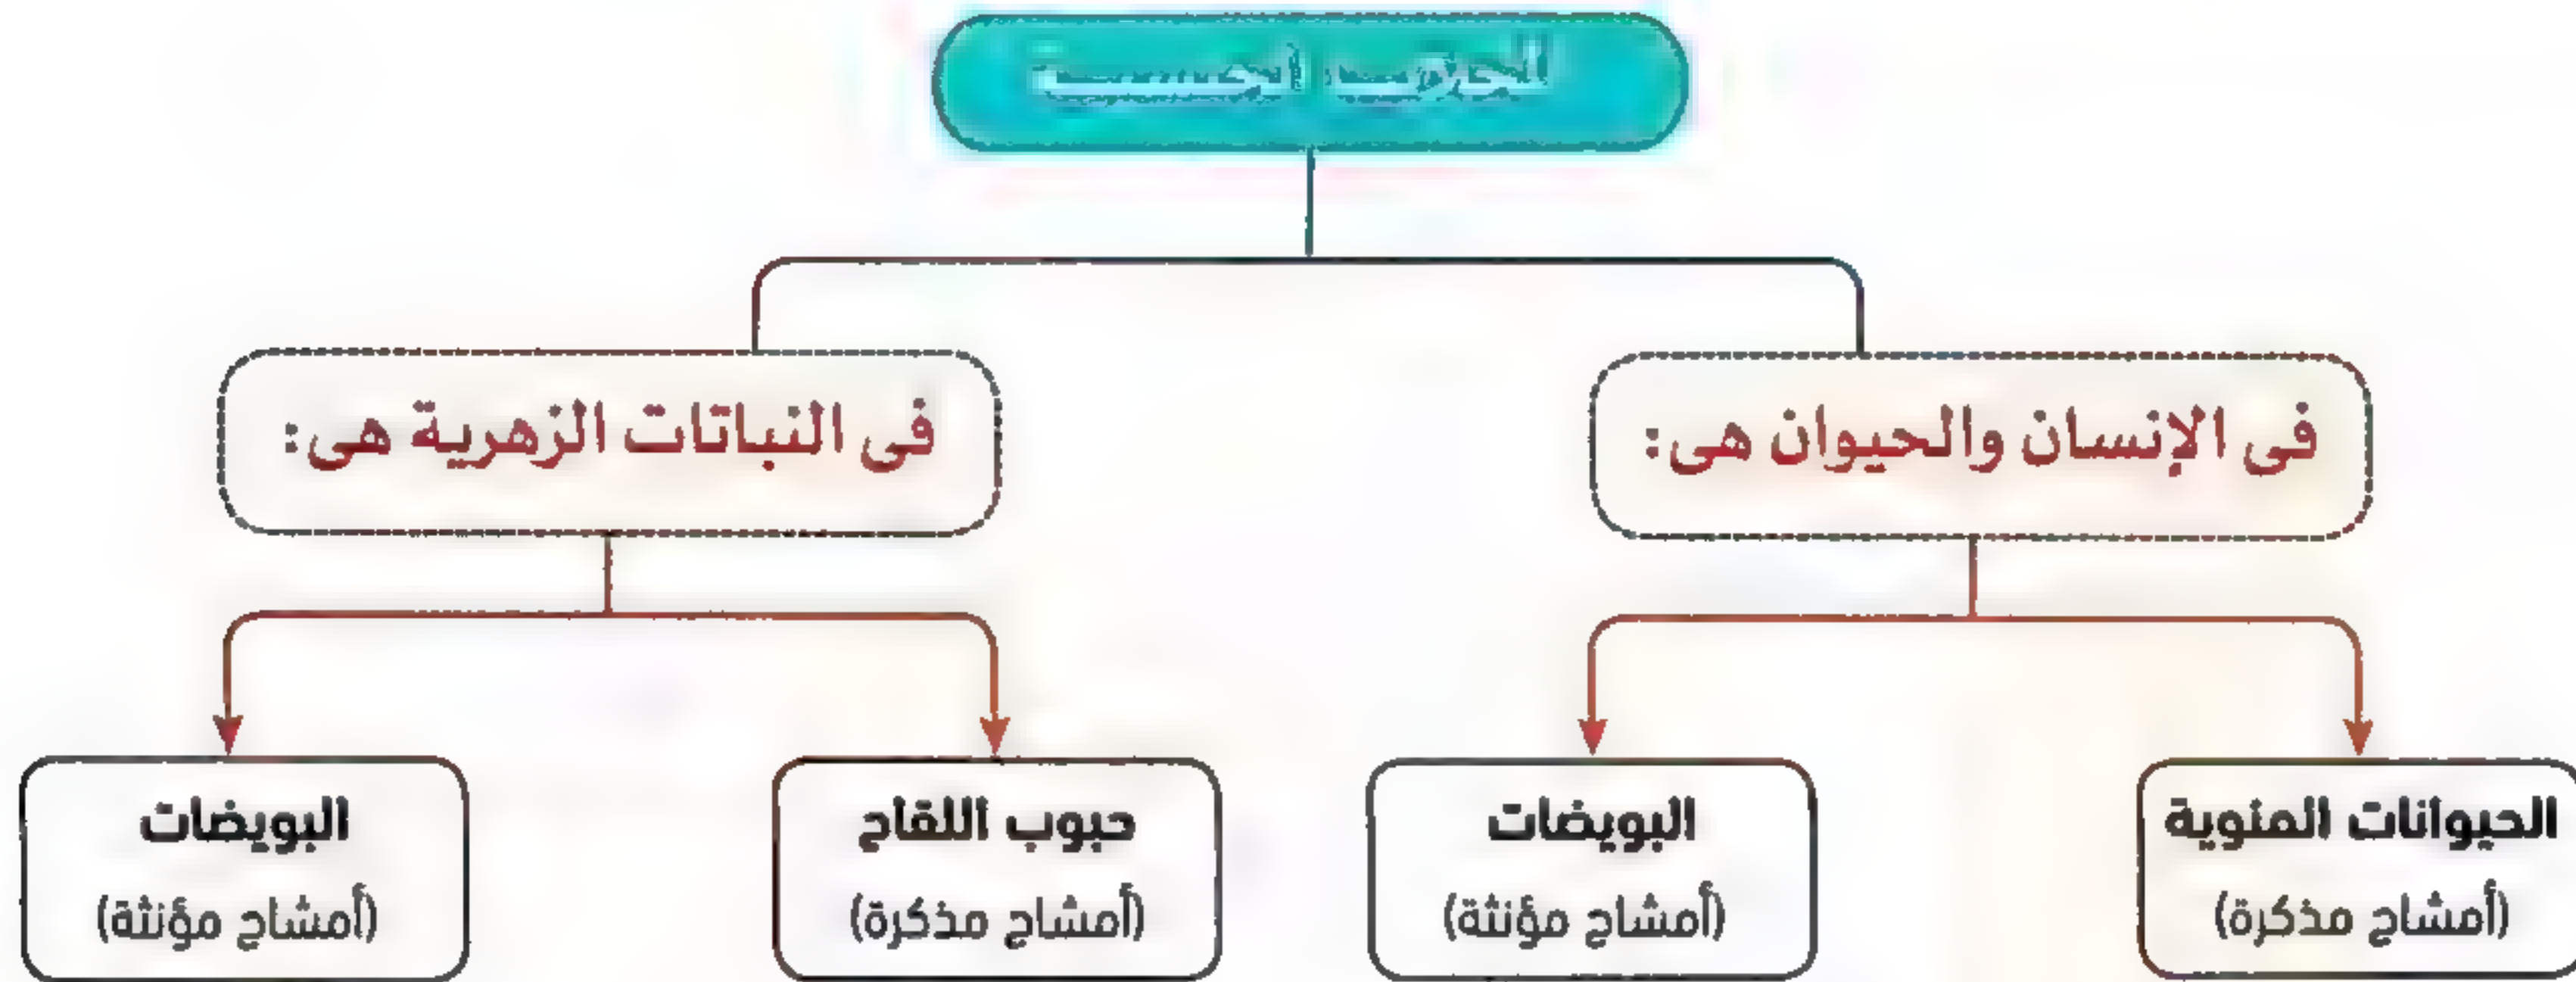 فى الإنسان والحيوان هى:
فى النباتات الزهرية هى:
الحيوانات المنوية
(أمشاج مذكرة)
البويضات
(أمشاج مؤنثة)
حبوب اللقاح
(أمشاج مذكرة)
البويضات
(أمشاج مؤنثة)